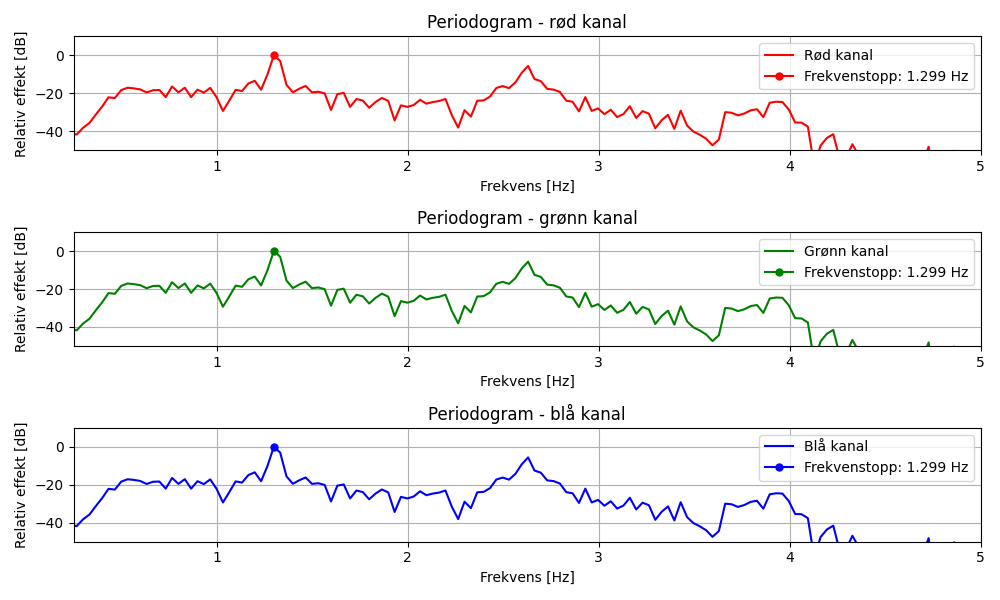 Periodogram - rød kanal
Relativ effekt [dB]
0
−20
−40
Rød kanal
Frekvenstopp: 1.299 Hz
1 2 3 4 5
Frekvens [Hz]
Periodogram - grønn kanal
Relativ effekt [dB]
0
−20
−40
Grønn kanal
Frekvenstopp: 1.299 Hz
1 2 3 4 5
Frekvens [Hz]
Periodogram - blå kanal
Relativ effekt [dB]
0
−20
−40
Blå kanal
Frekvenstopp: 1.299 Hz
1 2 3 4 5
Frekvens [Hz]